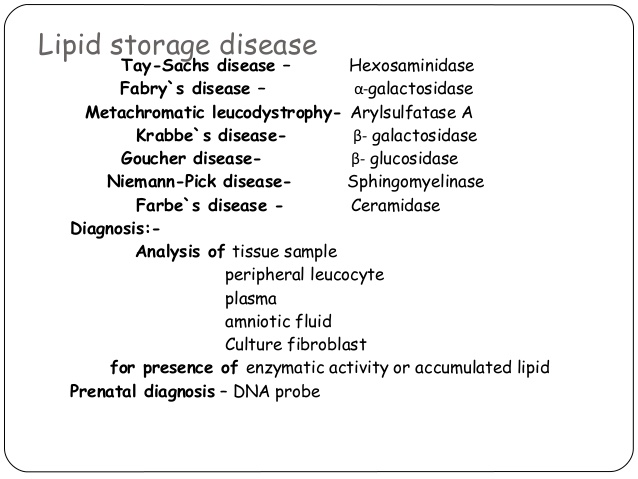 Lipid storage disease
Tay-Sachs disease – Hexosaminidase
Fabry`s disease – α-galactosidase
Metachromatic leucodystrophy- Arylsulfatase A
Krabbe`s disease- β- galactosidase
Goucher disease- β- glucosidase
Niemann-Pick disease- Sphingomyelinase
Farbe`s disease - Ceramidase
Diagnosis:-
Analysis of tissue sample
peripheral leucocyte
plasma
amniotic fluid
Culture fibroblast
for presence of enzymatic activity or accumulated lipid
Prenatal diagnosis – DNA probe